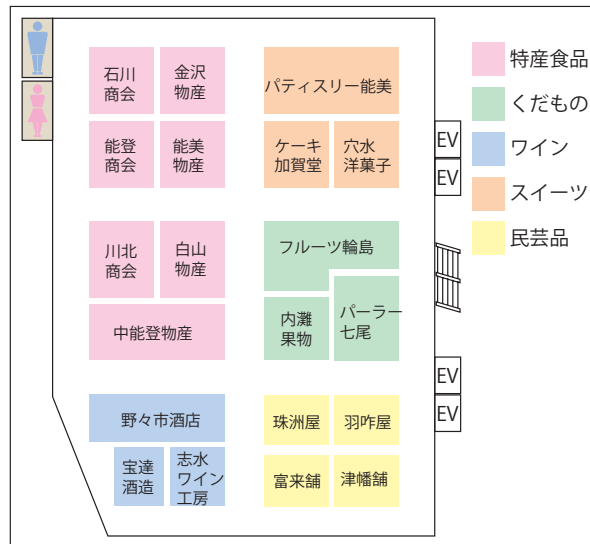 石川
商会
金沢
物産
パティスリー能美
能登
商会
能美
物産
ケーキ
加賀堂
穴水
洋菓子
川北
商会
白山
物産
フルーツ輪島
中能登物産
内灘
果物
パーラー
七尾
野々市酒店
珠洲屋
羽咋屋
宝達
酒造
志水
ワイン
工房
富来舗
津幡舗
EV
EV
EV
EV
特産食品
くだもの
ワイン
スイーツ
民芸品